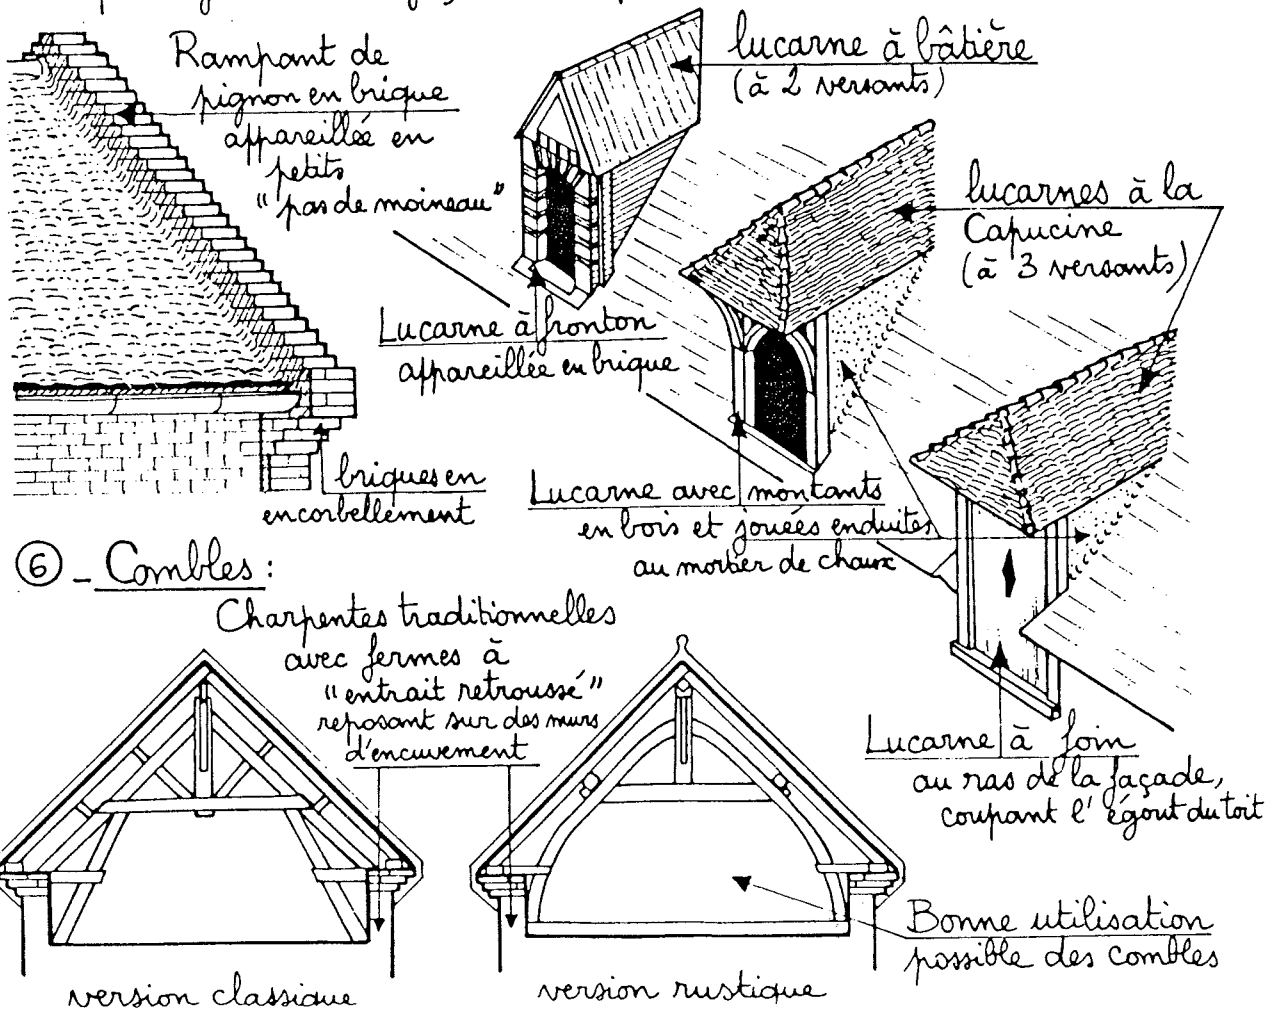 Rampant de
pignon en brique
appareillée en
petits
"pas de moineau"
lucarne à bâtière
(à 2 versants)
lucarnes à la
Capucine
(à 3 versants)
Lucarne à fronton
appareillée en brique
briques en
encorbellement
Lucarne avec montants
en bois et jouées enduites
au mortier de chaux
6 - Combles :
Charpentes traditionnelles
avec fermes à
"entrait retroussé"
reposant sur des murs
d'encuvement
Lucarne à foin
au ras de la façade,
coupant l'égout du toit
Bonne utilisation
possible des combles
version classique
version rustique